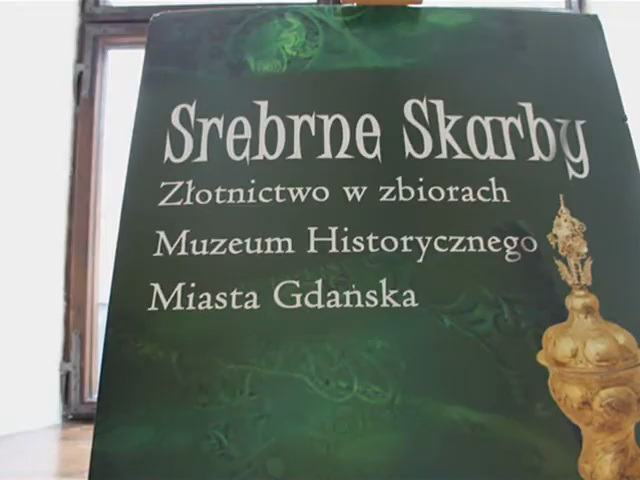 Srebrne Skarby
Złotnictwo w zbiorach
Muzeum Historycznego
Miasta Gdańska